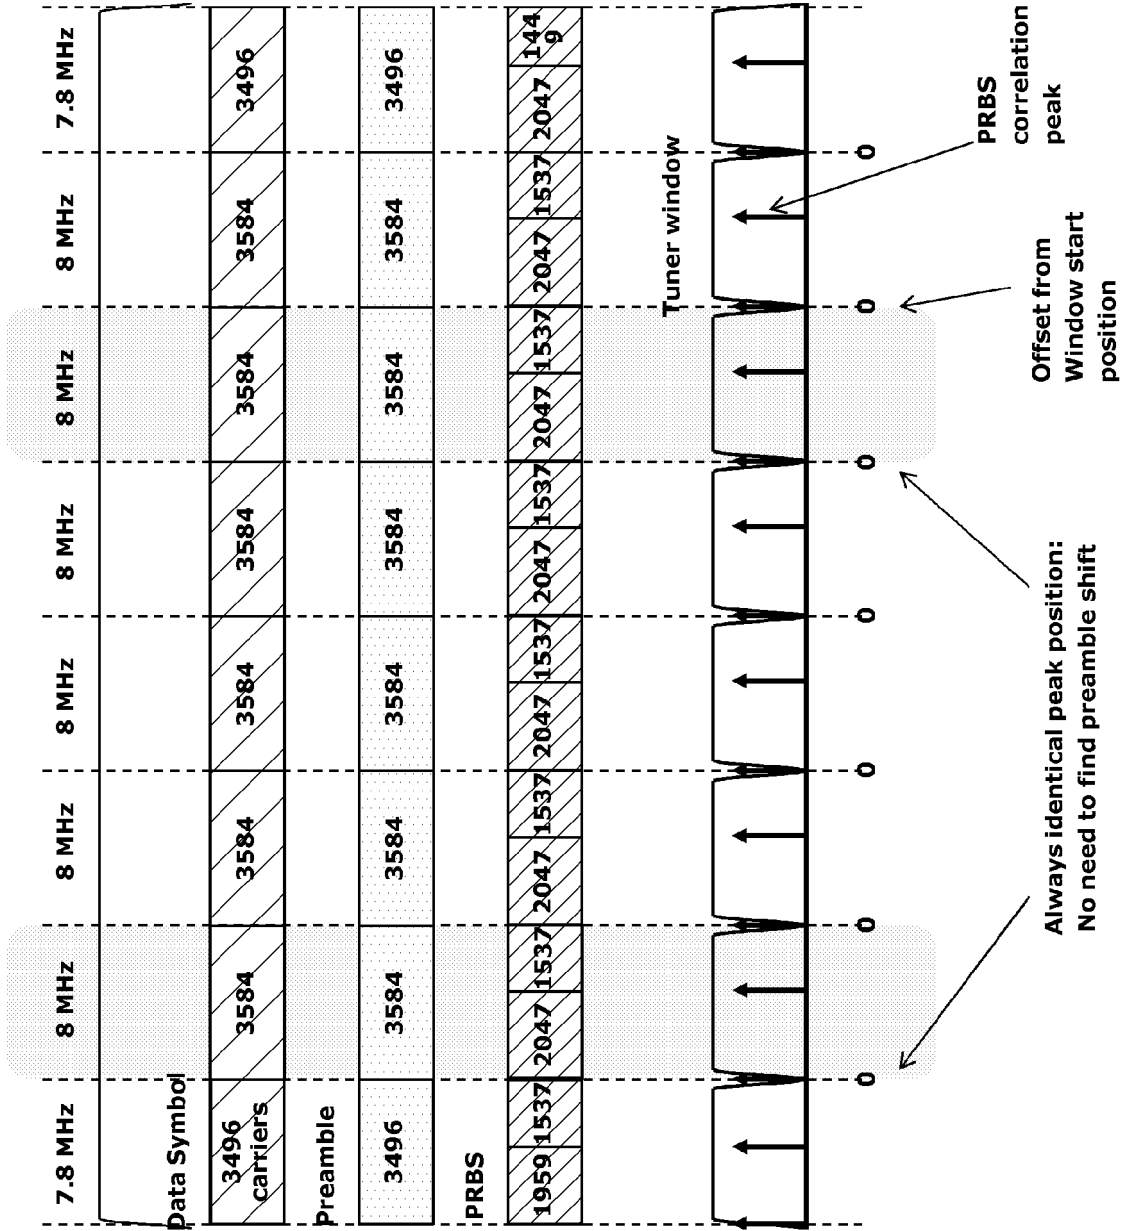 7.8 MHz 8 MHz 8 MHz 8 MHz 8 MHz 8 MHz 8 MHz 7.8 MHz
Data Symbol
3496 3584 3584 3584 3584 3584 3584 3496
carriers
Preamble
3496 3584 3584 3584 3584 3584 3584 3496
PRBS
1959 1537 2047 1537 2047 1537 2047 1537 2047 1537 2047 1537 2047 1537 2047 144
9
Tuner window
0 0 0 0 0 0 0
Always identical peak position:
No need to find preamble shift
Offset from
Window start
position
PRBS
correlation
peak